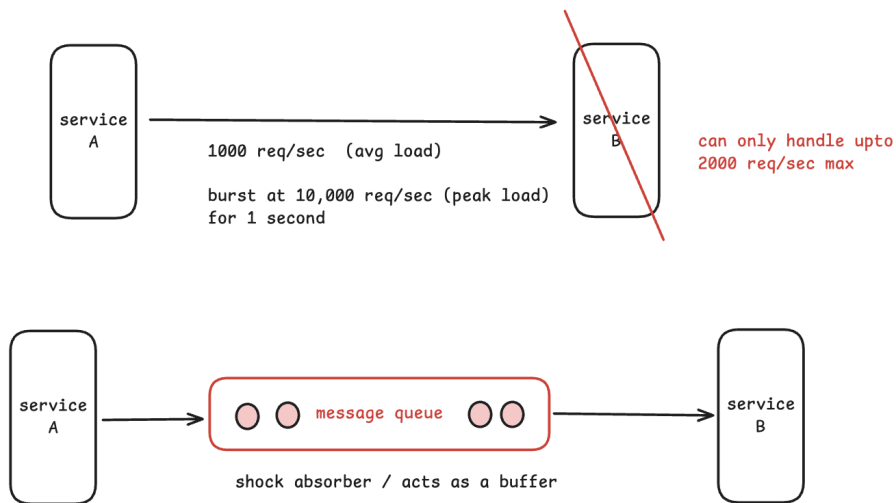 service
A
1000 req/sec (avg load)
burst at 10,000 req/sec (peak load)
for 1 second
service
B
can only handle upto
2000 req/sec max
service
A
message queue
shock absorber / acts as a buffer
service
B